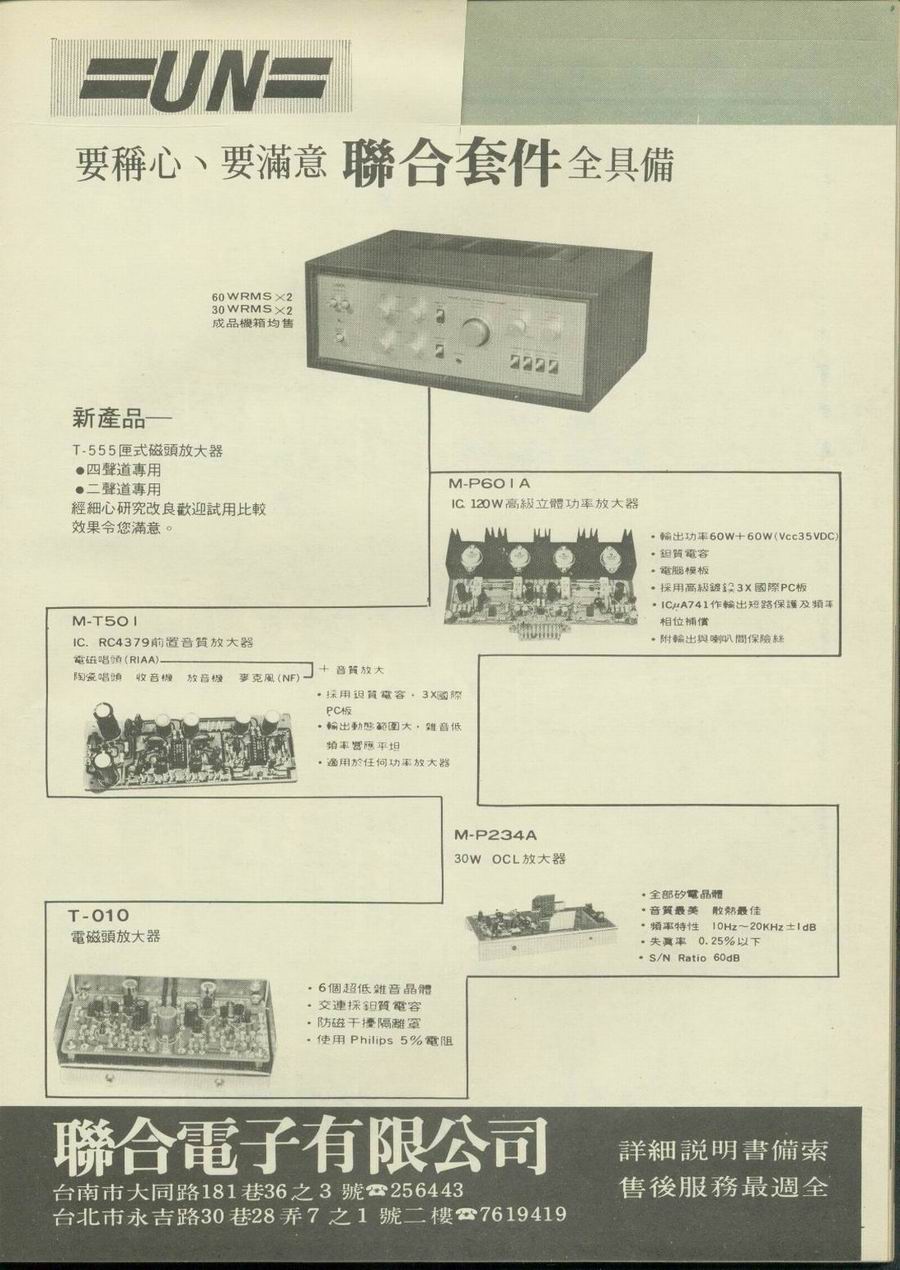 UN
要稱心、要滿意 聯合套件 全具備
60WRMS×2
30WRMS×2
成品機箱均售
新產品—
T-555匣式磁頭放大器
●四聲道專用
●二聲道專用
經細心研究改良歡迎試用比較
效果令您滿意。
M-P601A
IC. 120W高級立體功率放大器
•輸出功率60W+60W(Vcc35VDC)
•鉭質電容
•電腦模板
•採用高級鍍 3X國際PC板
•ICμA741作輸出短路保護及頻率
相位補償
•附輸出與喇叭間保險絲
M-T501
IC. RC4379前置音質放大器
電磁唱頭(RIAA)
陶瓷唱頭 收音機 放音機 麥克風(NF)
+ 音質放大
•採用鉭質電容,3X國際
PC板
•輸出動態範圍大,雜音低
頻率響應平坦
•適用於任何功率放大器
M-P234A
30W OCL放大器
•全部矽電晶體
•音質最美 散熱最佳
•頻率特性 10Hz~20KHz±1dB
•失真率 0.25%以下
•S/N Ratio 60dB
T-010
電磁頭放大器
•6個超低雜音晶體
•交連採鉭質電容
•防磁干擾隔離罩
•使用Philips 5%電阻
聯合電子有限公司
台南市大同路181巷36之3號☎256443
台北市永吉路30巷28弄7之1號二樓☎7619419
詳細説明書備索
售後服務最週全